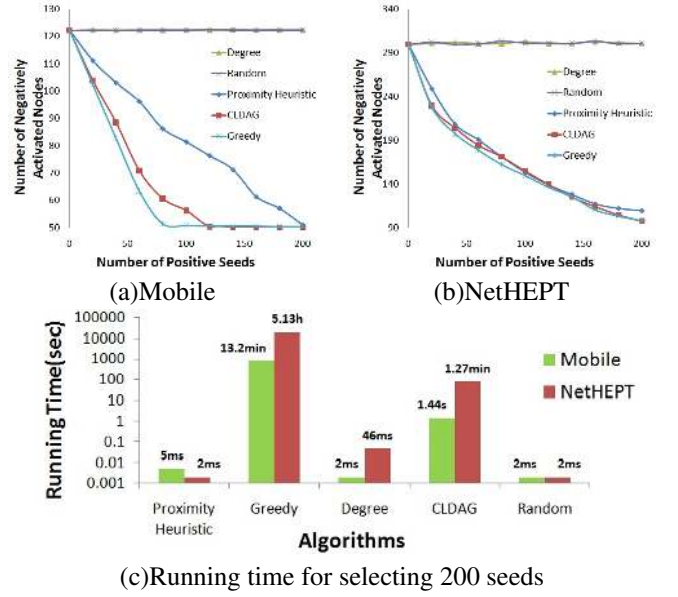 130
120
110
100
90
80
70
60
50
0 50 100 150 200
Number of Negatively
Activated Nodes
Number of Positive Seeds
Degree
Random
Proximity Heuristic
CLDAG
Greedy
(a)Mobile
340
290
240
190
140
90
0 50 100 150 200
Number of Negatively
Activated Nodes
Number of Positive Seeds
Degree
Random
Proximity Heuristic
CLDAG
Greedy
(b)NetHEPT
100000
10000
1000
100
10
1
0.1
0.01
0.001
Running Time(sec)
5ms 2ms
13.2min 5.13h
2ms 46ms
1.44s 1.27min
2ms 2ms
Mobile
NetHEPT
Proximity
Heuristic
Greedy
Degree
CLDAG
Random
Algorithms
(c)Running time for selecting 200 seeds